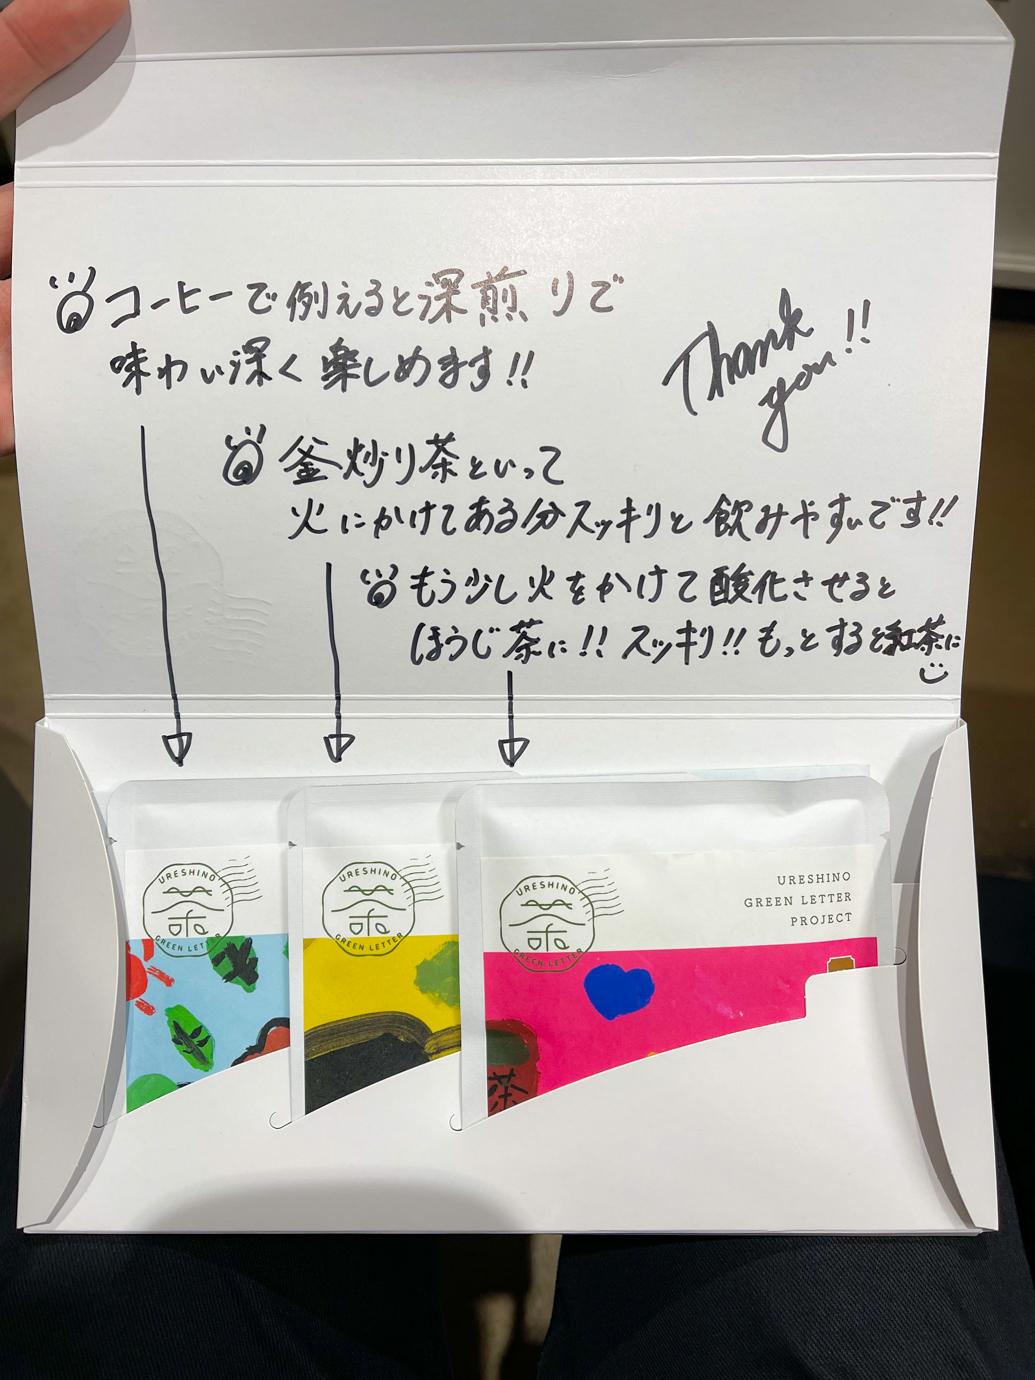 コーヒーで例えると深煎りで
味わい深く楽しめます!!
Thank
you!!
釜炒り茶といって
火にかけてある分スッキリと飲みやすいです!!
もう少し火をかけて酸化させると
ほうじ茶に!! スッキリ!! もっとすると紅茶に
URESHINO
茶
GREEN LETTER
URESHINO
茶
GREEN LETTER
URESHINO
茶
GREEN LETTER
URESHINO
GREEN LETTER
PROJECT
茶